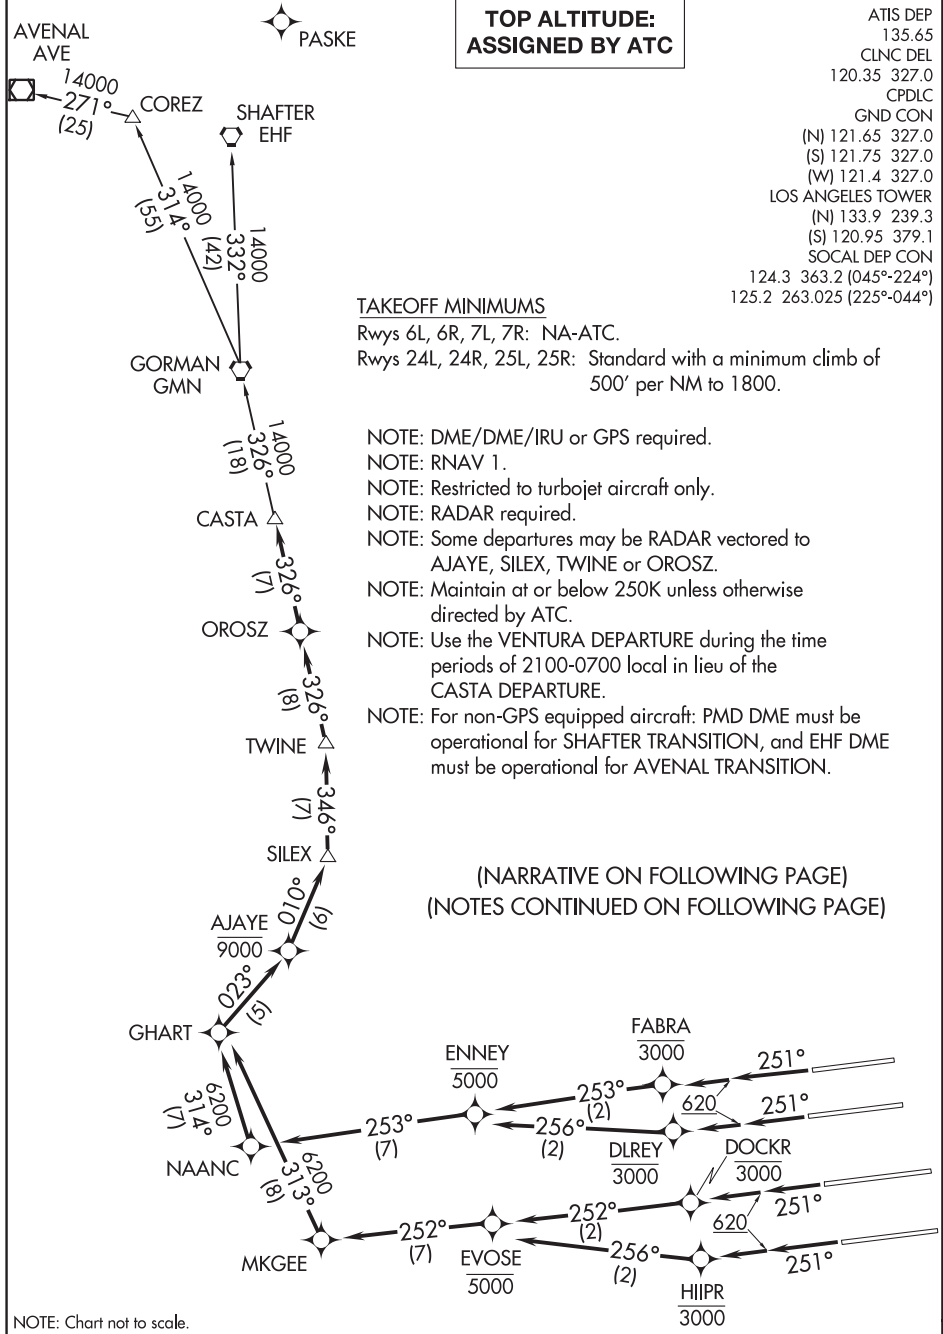 TOP ALTITUDE:
ASSIGNED BY ATC
ATIS DEP
135.65
CLNC DEL
120.35 327.0
CPDLC
GND CON
(N) 121.65 327.0
(S) 121.75 327.0
(W) 121.4 327.0
LOS ANGELES TOWER
(N) 133.9 239.3
(S) 120.95 379.1
SOCAL DEP CON
124.3 363.2 (045°-224°)
125.2 263.025 (225°-044°)
AVENAL
AVE
PASKE
14000
271°
(25)
COREZ
SHAFTER
EHF
14000
314°
(55)
14000
332°
(42)
GORMAN
GMN
TAKEOFF MINIMUMS
Rwys 6L, 6R, 7L, 7R: NA-ATC.
Rwys 24L, 24R, 25L, 25R: Standard with a minimum climb of
500' per NM to 1800.
14000
326°
(18)
CASTA
326°
(7)
OROSZ
326°
(8)
TWINE
346°
(7)
SILEX
NOTE: DME/DME/IRU or GPS required.
NOTE: RNAV 1.
NOTE: Restricted to turbojet aircraft only.
NOTE: RADAR required.
NOTE: Some departures may be RADAR vectored to
AJAYE, SILEX, TWINE or OROSZ.
NOTE: Maintain at or below 250K unless otherwise
directed by ATC.
NOTE: Use the VENTURA DEPARTURE during the time
periods of 2100-0700 local in lieu of the
CASTA DEPARTURE.
NOTE: For non-GPS equipped aircraft: PMD DME must be
operational for SHAFTER TRANSITION, and EHF DME
must be operational for AVENAL TRANSITION.
(NARRATIVE ON FOLLOWING PAGE)
(NOTES CONTINUED ON FOLLOWING PAGE)
010°
(9)
AJAYE
9000
023°
(5)
GHART
6200
314°
(7)
NAANC
6200
313°
(8)
MKGEE
ENNEY
5000
FABRA
3000
251°
253°
(2)
620
251°
253°
(7)
256°
(2)
DLREY
3000
DOCKR
3000
251°
252°
(2)
620
252°
(7)
EVOSE
5000
256°
(2)
251°
HIIPR
3000
NOTE: Chart not to scale.